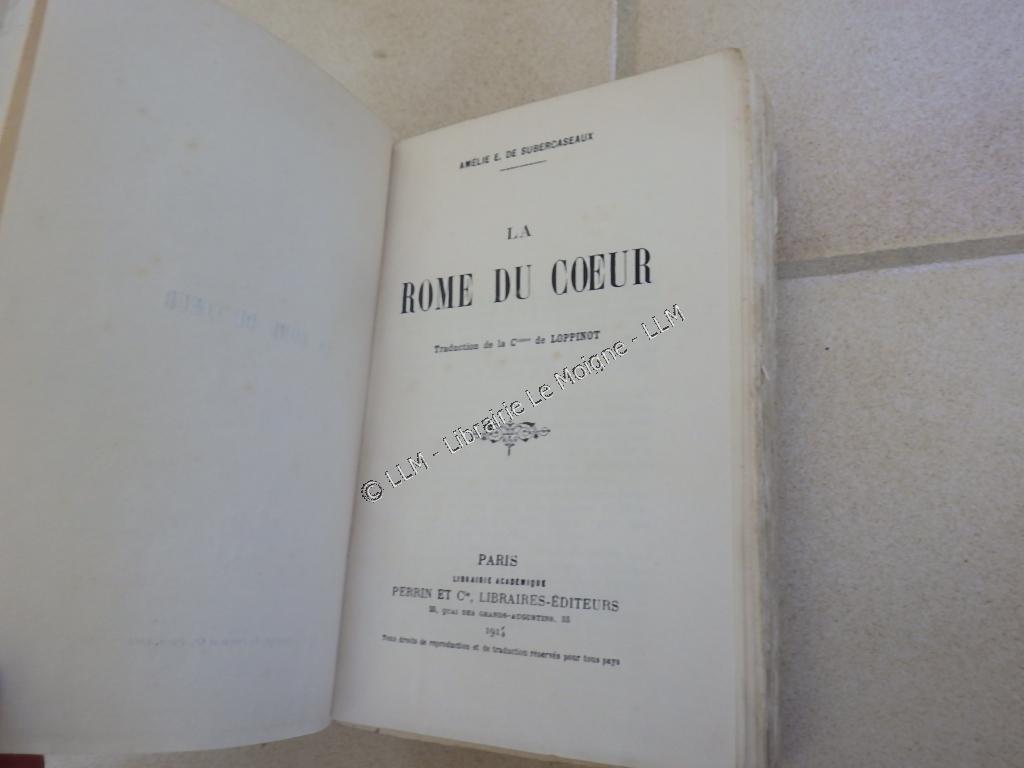 AMÉLIE E. DE SUBERCASEAUX
LA
ROME DU CŒUR
Traduction de la Ctesse de LOPPINOT
© LLM - Librairie Le Moigne - LLM
PARIS
LIBRAIRIE ACADÉMIQUE
PERRIN ET Cie, LIBRAIRES-ÉDITEURS
35, QUAI DES GRANDS-AUGUSTINS, 35
1914
Tous droits de reproduction et de traduction réservés pour tous pays